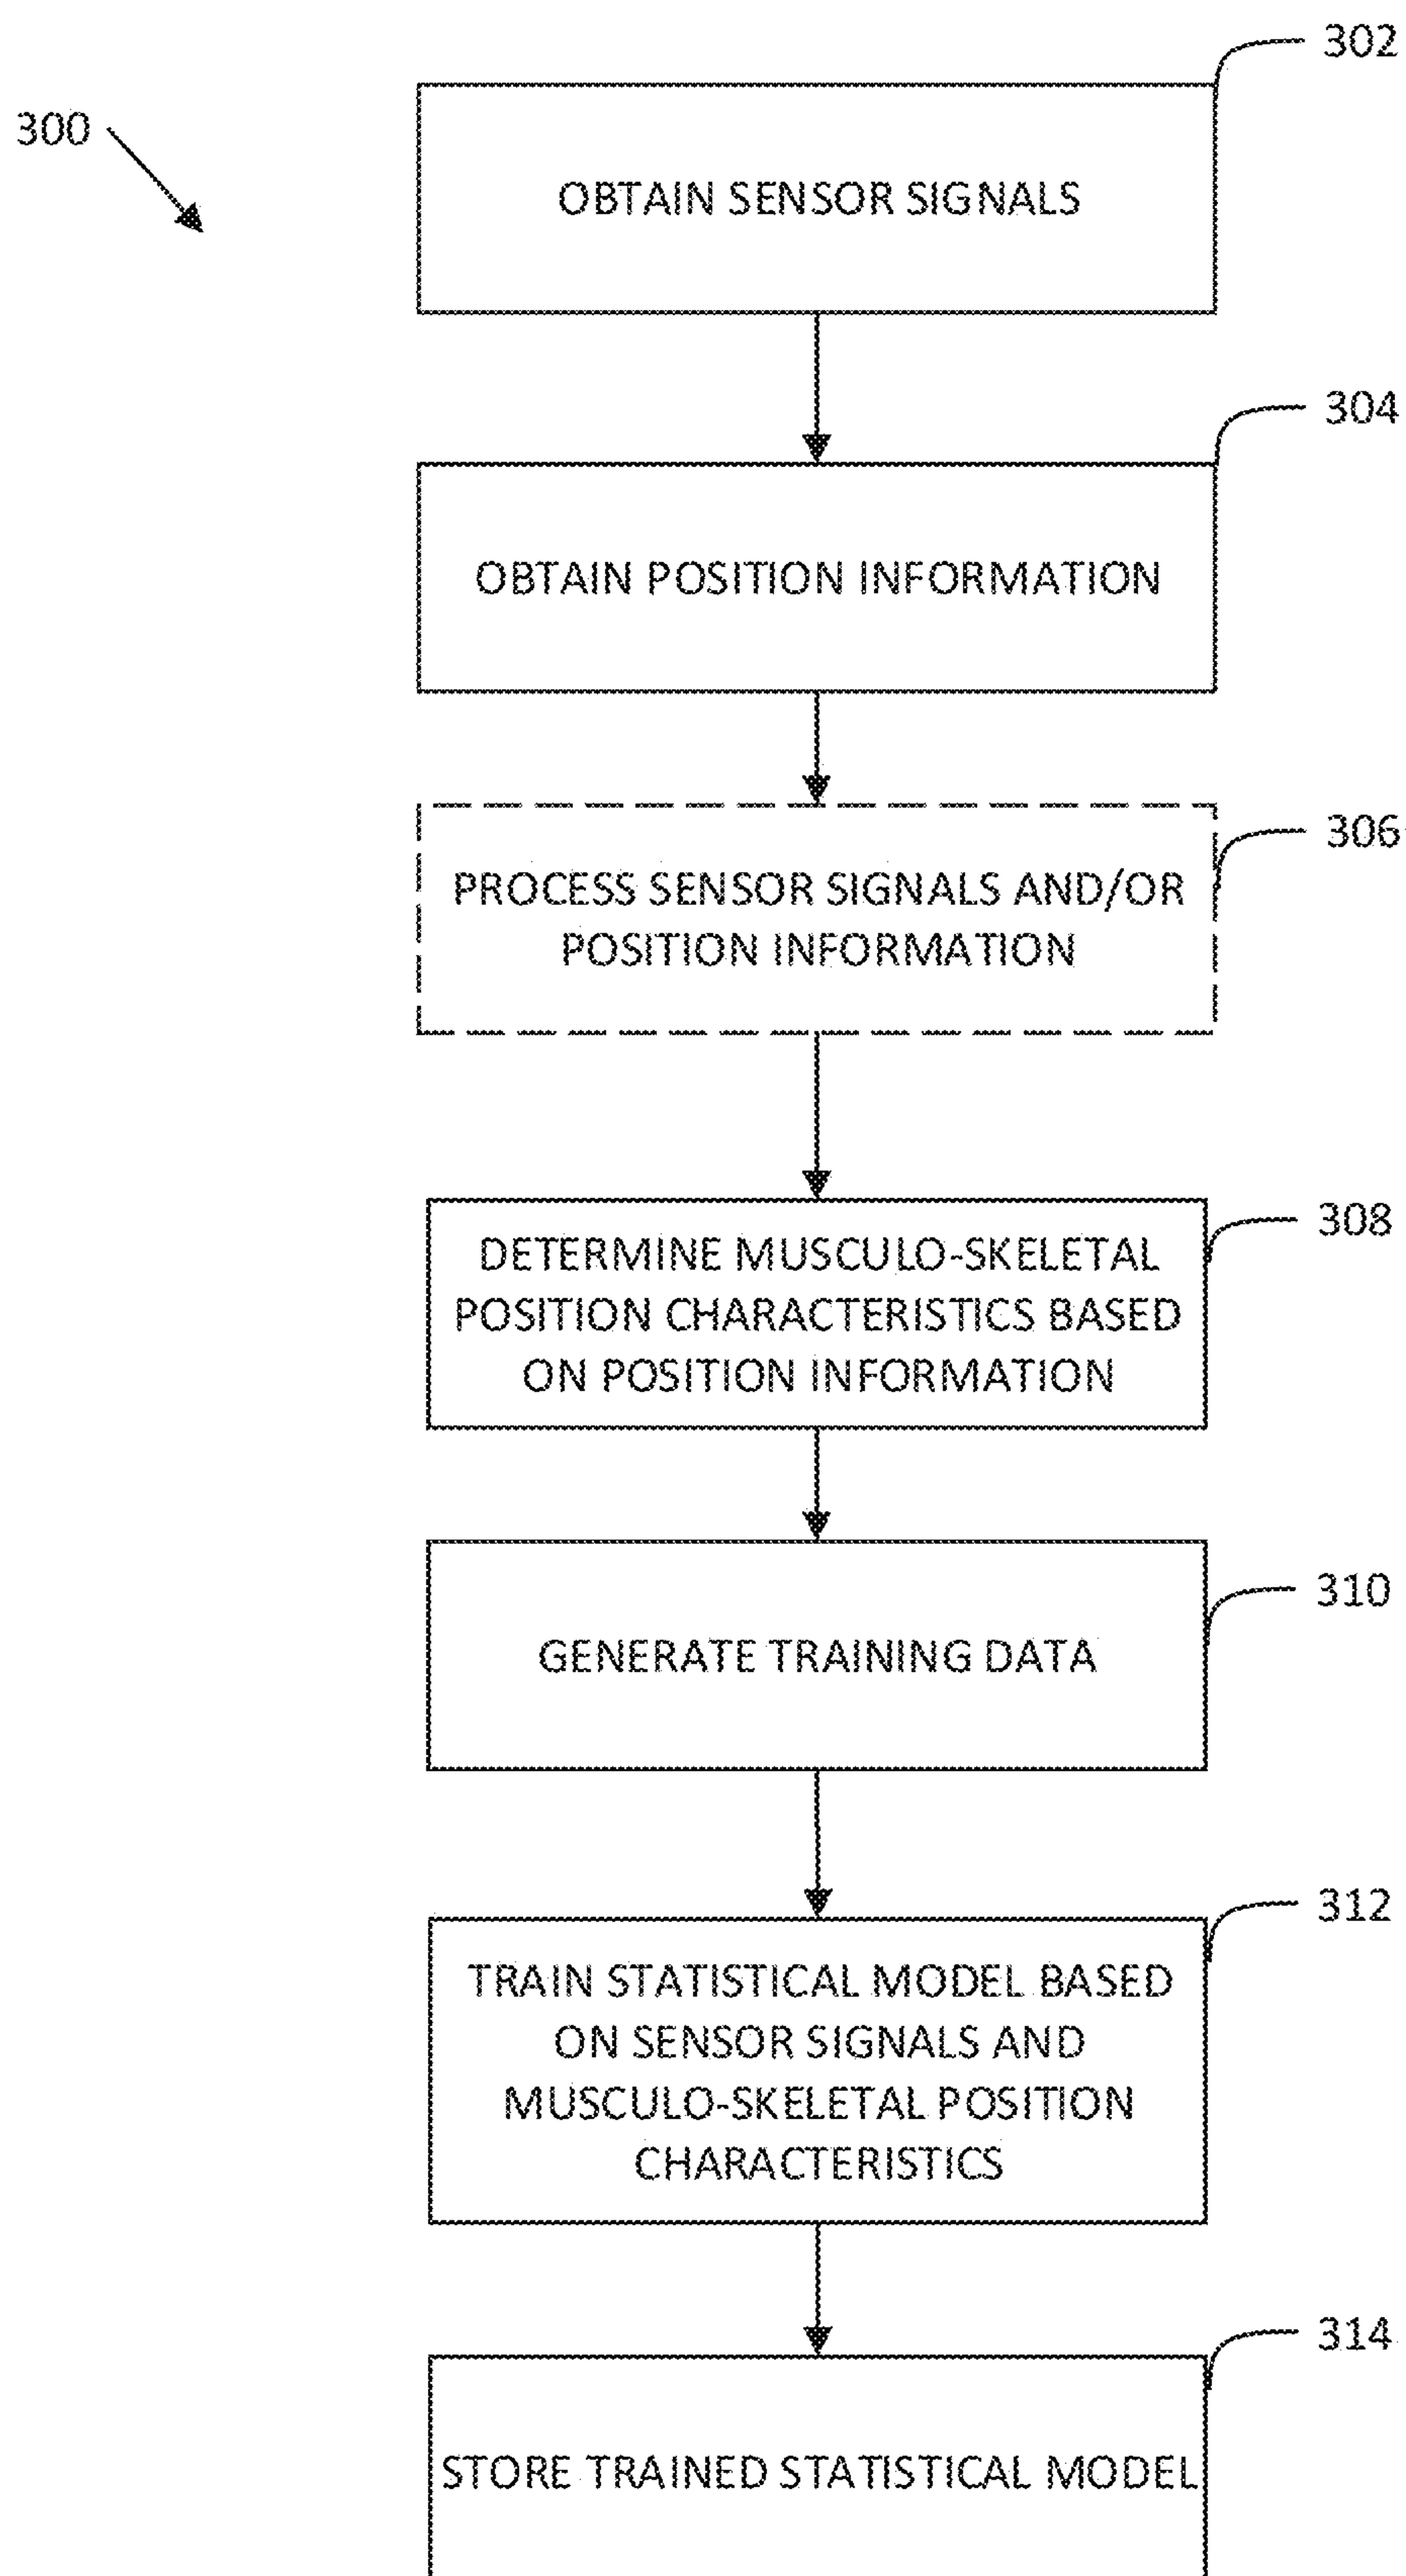 302
300
OBTAIN SENSOR SIGNALS
304
OBTAIN POSITION INFORMATION
306
PROCESS SENSOR SIGNALS AND/OR
POSITION INFORMATION
308
DETERMINE MUSCULO-SKELETAL
POSITION CHARACTERISTICS BASED
ON POSITION INFORMATION
310
GENERATE TRAINING DATA
312
TRAIN STATISTICAL MODEL BASED
ON SENSOR SIGNALS AND
MUSCULO-SKELETAL POSITION
CHARACTERISTICS
314
STORE TRAINED STATISTICAL MODEL